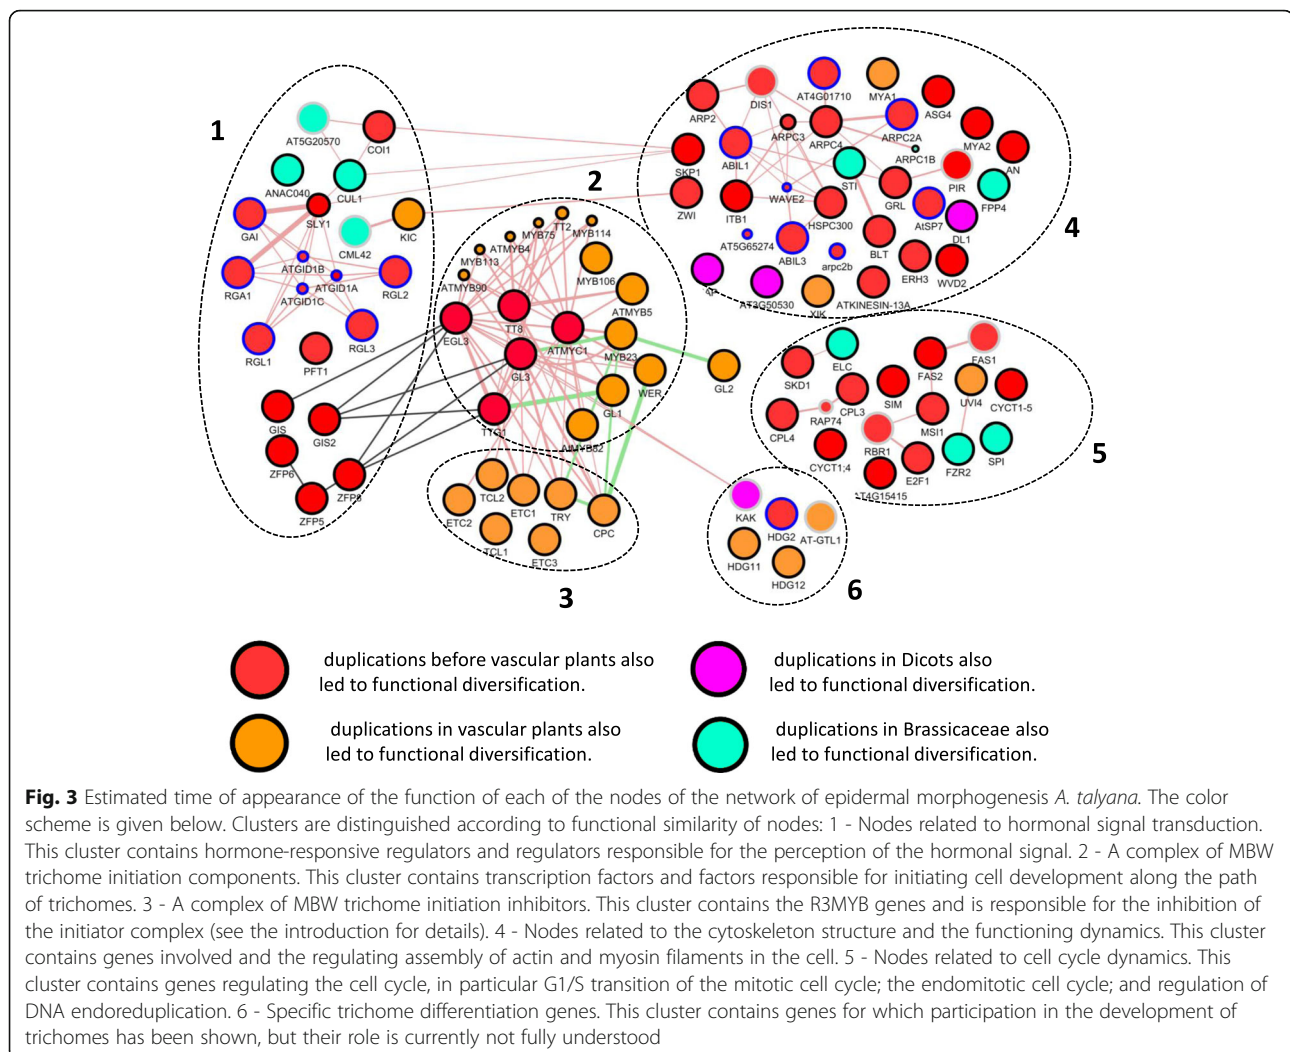 1
AT5G20570
COI1
ANAC040
CUL1
SLY1
GAI
CML42
KIC
ATGID1B
RGA1
ATGID1A
RGL2
ATGID1C
RGL1
RGL3
PFT1
GIS
GIS2
ZFP6
ZFP8
ZFP5
2
TT2
MYB75
MYB114
ATMYB4
MYB113
MYB106
ATMYB90
ATMYB5
EGL3
TT8
ATMYC1
MYB23
GL3
WER
GL2
GL1
TTG1
ATMYB82
TCL2
ETC2
ETC1
TRY
CPC
TCL1
ETC3
3
4
DIS1
AT4G01710
MYA1
ARP2
ASG4
ARPC3
ARPC4
ARPC2A
MYA2
ABIL1
ARPC1B
AN
SKP1
STI
PIR
ZWI
ITB1
WAVE2
GRL
FPP4
HSPC300
AtSP7
DL1
AT5G65274
ABIL3
arpc2b
BLT
ERH3
WVD2
AT3G50530
XIK
ATKINESIN-13A
ELC
FAS1
SKD1
FAS2
UVI4
CYCT1-5
CPL3
SIM
RAP74
CPL4
MSI1
RBR1
SPI
CYCT1;4
E2F1
FZR2
AT4G15415
5
KAK
HDG2
AT-GTL1
HDG11
HDG12
6
duplications before vascular plants also
led to functional diversification.
duplications in Dicots also
led to functional diversification.
duplications in vascular plants also
led to functional diversification.
duplications in Brassicaceae also
led to functional diversification.
Fig. 3 Estimated time of appearance of the function of each of the nodes of the network of epidermal morphogenesis A. talyana. The color
scheme is given below. Clusters are distinguished according to functional similarity of nodes: 1 - Nodes related to hormonal signal transduction.
This cluster contains hormone-responsive regulators and regulators responsible for the perception of the hormonal signal. 2 - A complex of MBW
trichome initiation components. This cluster contains transcription factors and factors responsible for initiating cell development along the path
of trichomes. 3 - A complex of MBW trichome initiation inhibitors. This cluster contains the R3MYB genes and is responsible for the inhibition of
the initiator complex (see the introduction for details). 4 - Nodes related to the cytoskeleton structure and the functioning dynamics. This cluster
contains genes involved and the regulating assembly of actin and myosin filaments in the cell. 5 - Nodes related to cell cycle dynamics. This
cluster contains genes regulating the cell cycle, in particular G1/S transition of the mitotic cell cycle; the endomitotic cell cycle; and regulation of
DNA endoreduplication. 6 - Specific trichome differentiation genes. This cluster contains genes for which participation in the development of
trichomes has been shown, but their role is currently not fully understood